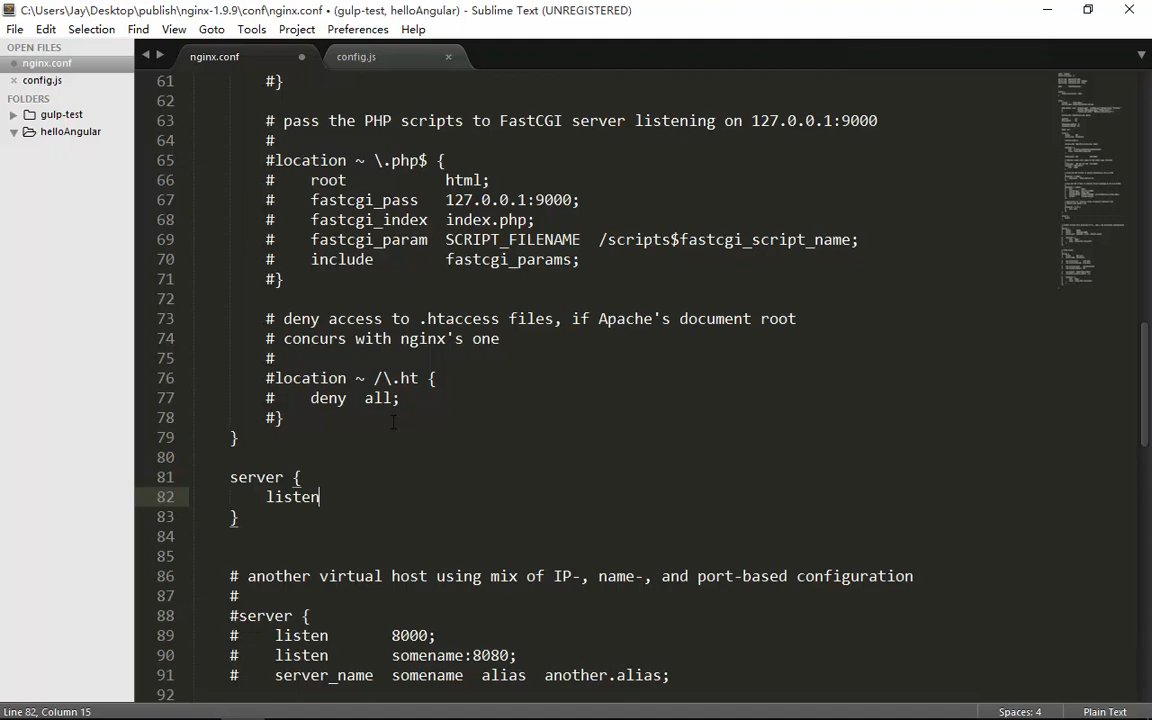 C:\Users\Jay\Desktop\publish\nginx-1.9.9\conf\nginx.conf • (gulp-test, helloAngular) - Sublime Text (UNREGISTERED)
File Edit Selection Find View Goto Tools Project Preferences Help
OPEN FILES
nginx.conf
config.js
FOLDERS
gulp-test
helloAngular
nginx.conf config.js
61 #}
62
63 # pass the PHP scripts to FastCGI server listening on 127.0.0.1:9000
64 #
65 #location ~ \.php$ {
66 # root html;
67 # fastcgi_pass 127.0.0.1:9000;
68 # fastcgi_index index.php;
69 # fastcgi_param SCRIPT_FILENAME /scripts$fastcgi_script_name;
70 # include fastcgi_params;
71 #}
72
73 # deny access to .htaccess files, if Apache's document root
74 # concurs with nginx's one
75 #
76 #location ~ /\.ht {
77 # deny all;
78 #}
79 }
80
81 server {
82 listen
83 }
84
85
86 # another virtual host using mix of IP-, name-, and port-based configuration
87 #
88 #server {
89 # listen 8000;
90 # listen somename:8080;
91 # server_name somename alias another.alias;
92
Line 82, Column 15 Spaces: 4 Plain Text